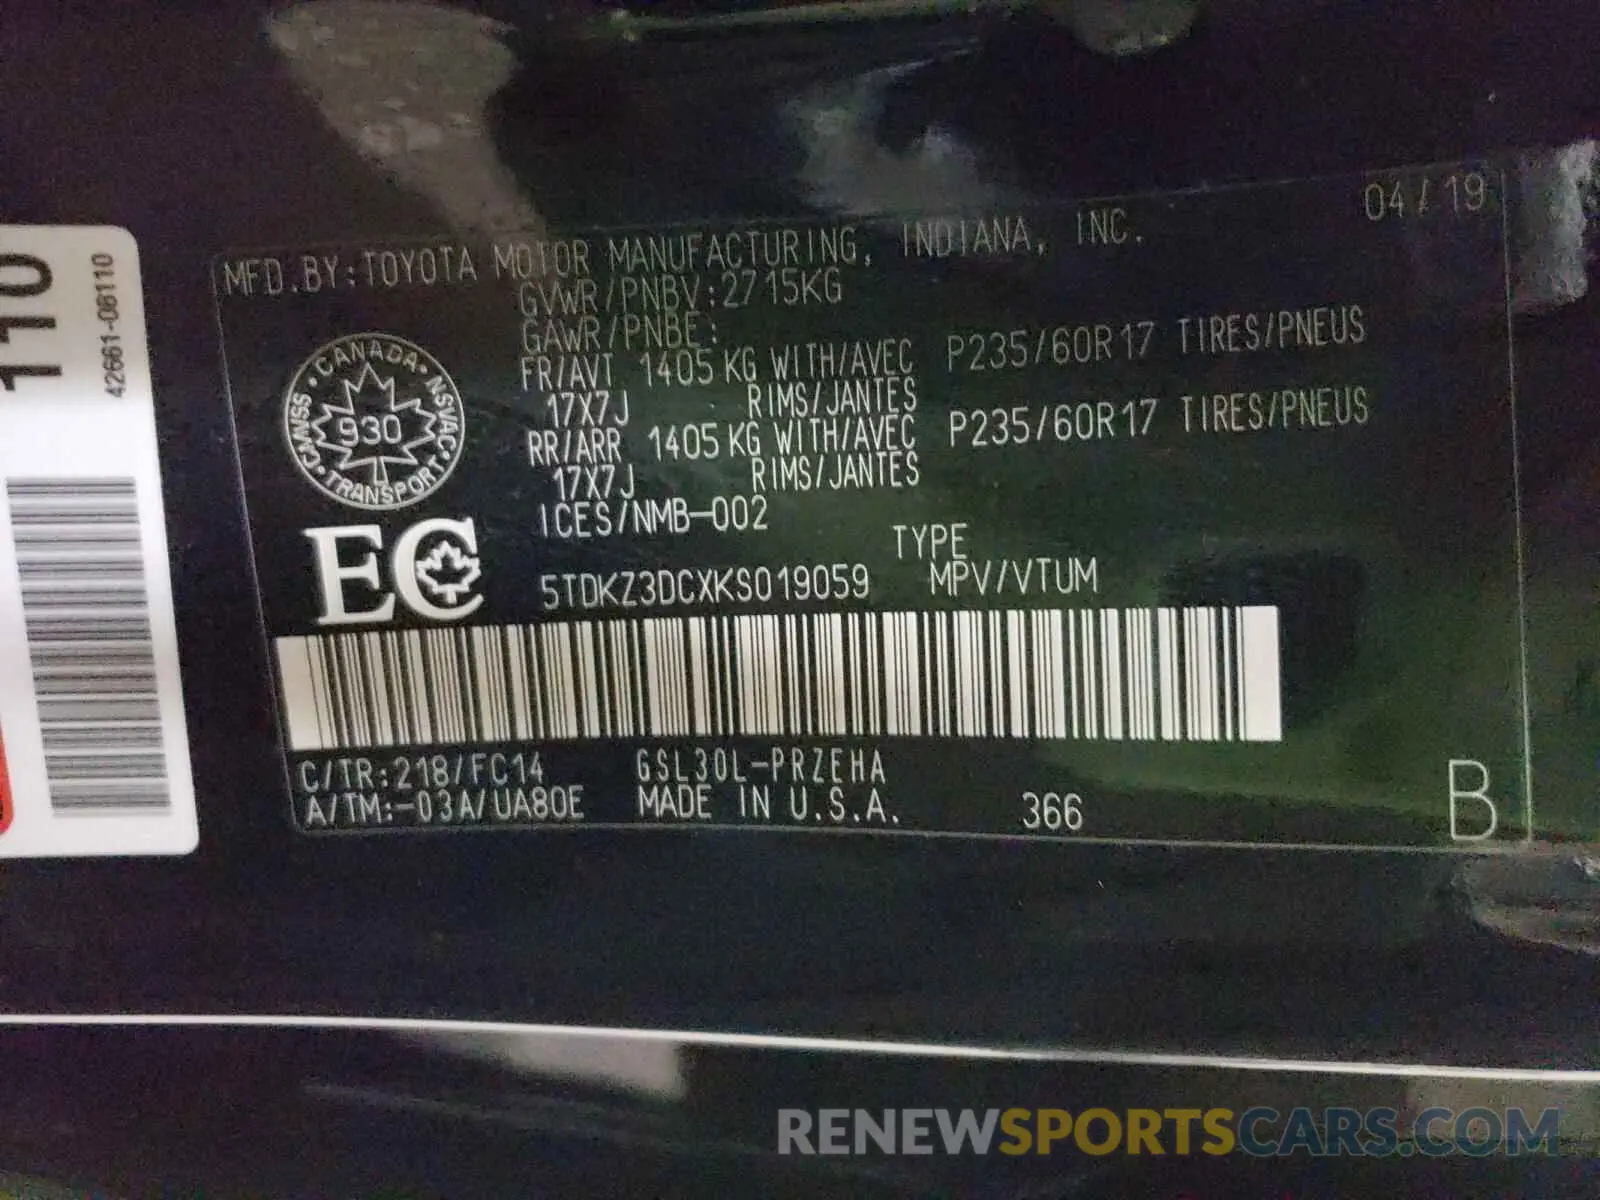 04/19
MFD.BY:TOYOTA MOTOR MANUFACTURING, INDIANA, INC.
GVWR/PNBV:2715KG
GAWR/PNBE:
FR/AVT 1405 KG WITH/AVEC P235/60R17 TIRES/PNEUS
17X7J RIMS/JANTES
RR/ARR 1405 KG WITH/AVEC P235/60R17 TIRES/PNEUS
17X7J RIMS/JANTES
ICES/NMB-002
CANADA · NSVAC · TRANSPORT · CMVSS
930
EC
TYPE
5TDKZ3DCXKS019059 MPV/VTUM
C/TR:218/FC14 GSL30L-PRZEHA
A/TM:-03A/UA80E MADE IN U.S.A. 366
B
110
42661-08110
RENEWSPORTSCARS.COM